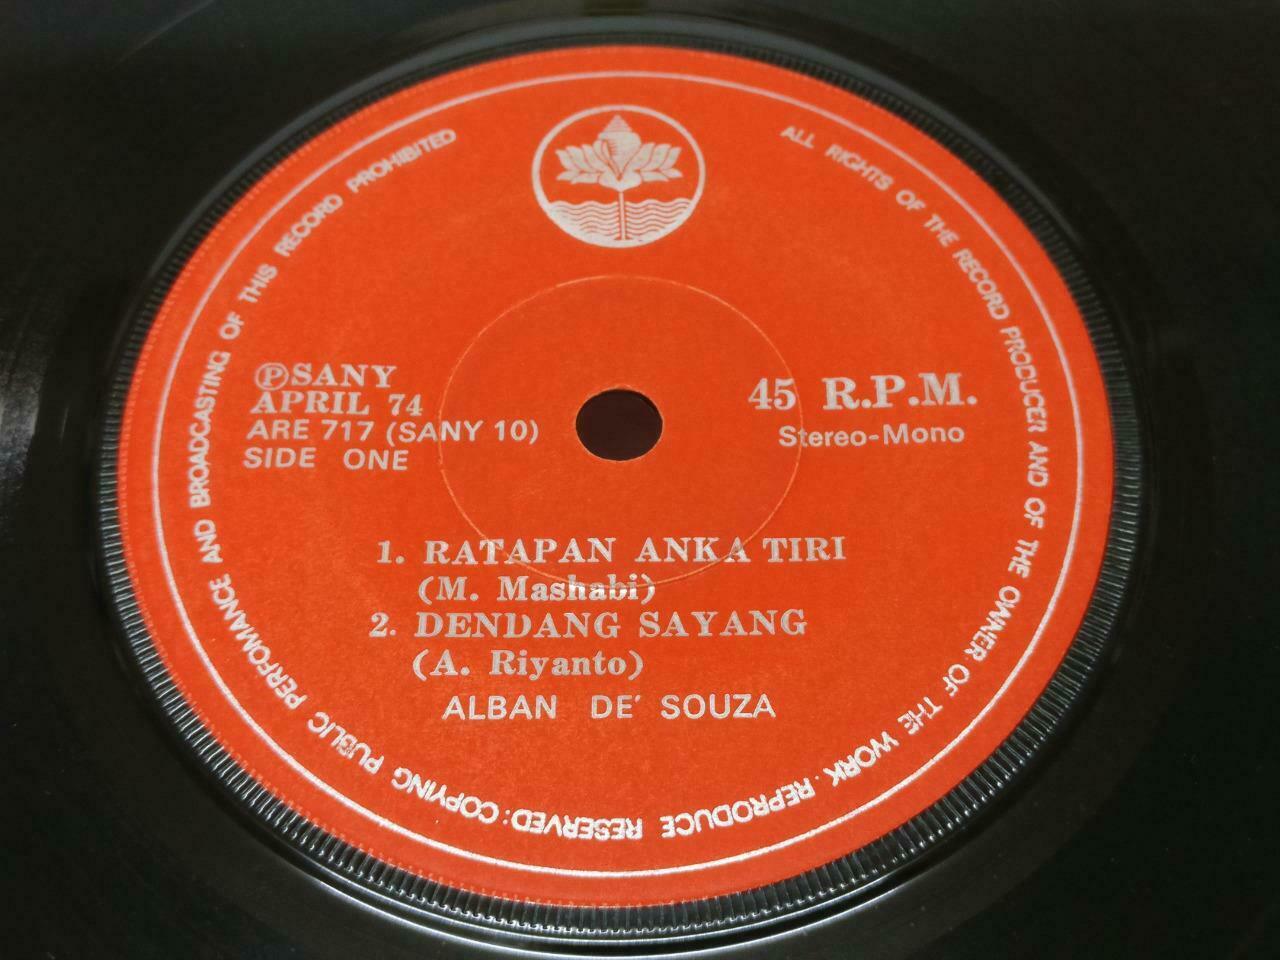 ALL RIGHTS OF THE RECORD PRODUCER AND OF THE OWNER OF THE WORK. REPRODUCE RESERVED: COPYING PUBLIC PERFOMANCE AND BROADCASTING OF THIS RECORD PROHIBITED
ⓅSANY
APRIL 74
ARE 717 (SANY 10)
SIDE ONE
45 R.P.M.
Stereo-Mono
1. RATAPAN ANKA TIRI
(M. Mashabi)
2. DENDANG SAYANG
(A. Riyanto)
ALBAN DE' SOUZA